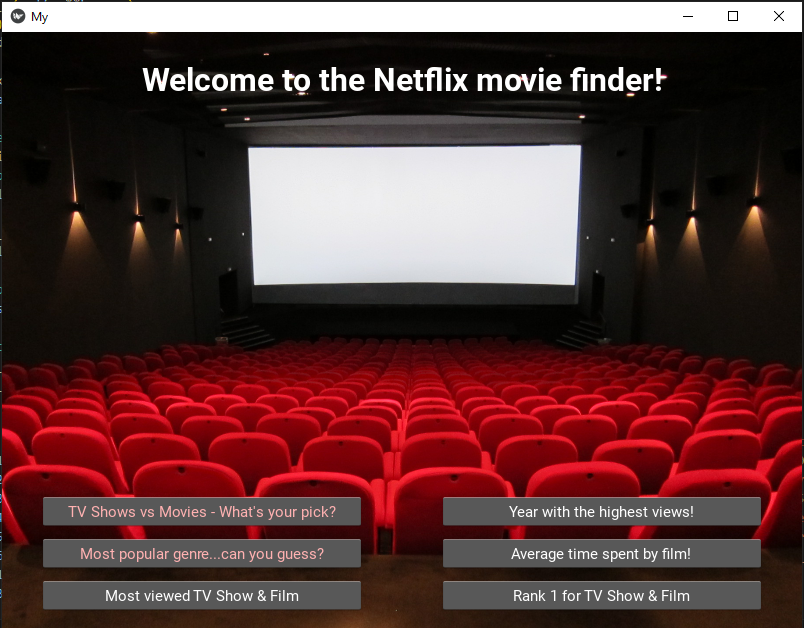 My
Welcome to the Netflix movie finder!
TV Shows vs Movies - What's your pick?
Year with the highest views!
Most popular genre...can you guess?
Average time spent by film!
Most viewed TV Show & Film
Rank 1 for TV Show & Film